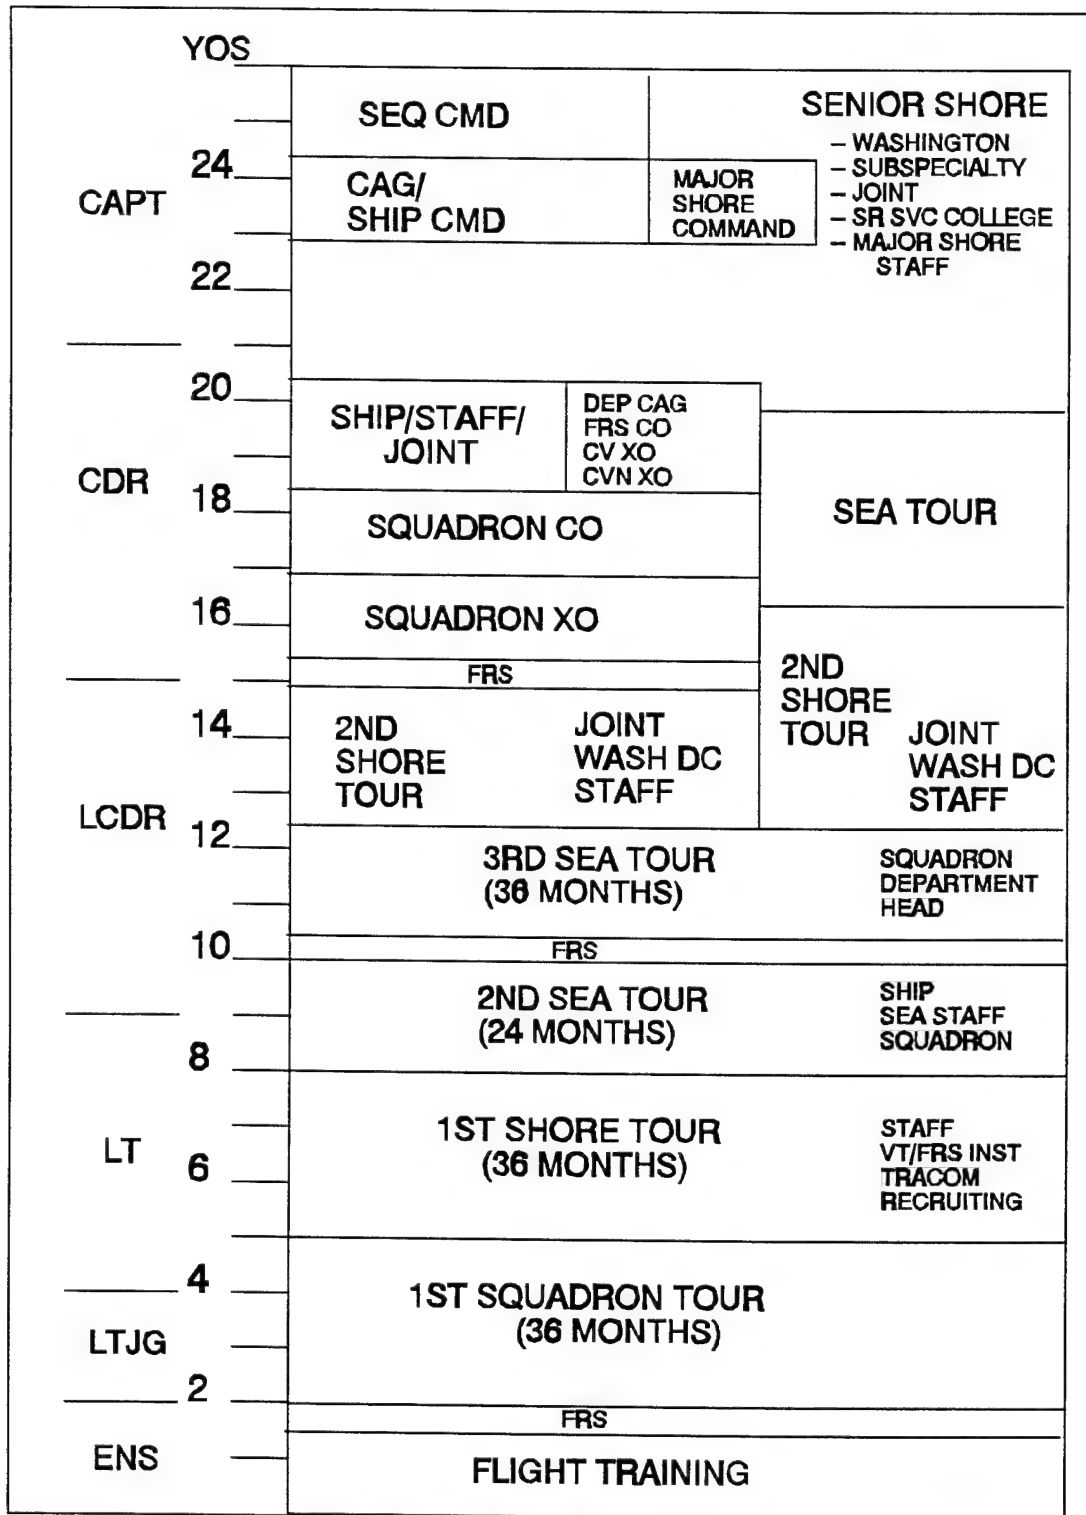 YOS
SEQ CMD
SENIOR SHORE
– WASHINGTON
– SUBSPECIALTY
– JOINT
– SR SVC COLLEGE
– MAJOR SHORE
STAFF
24
CAPT
CAG/
SHIP CMD
MAJOR
SHORE
COMMAND
22
20
SHIP/STAFF/
JOINT
DEP CAG
FRS CO
CV XO
CVN XO
CDR
18
SQUADRON CO
SEA TOUR
16
SQUADRON XO
FRS
14
2ND
SHORE
TOUR
JOINT
WASH DC
STAFF
2ND
SHORE
TOUR
JOINT
WASH DC
STAFF
LCDR
12
3RD SEA TOUR
(36 MONTHS)
SQUADRON
DEPARTMENT
HEAD
10
FRS
2ND SEA TOUR
(24 MONTHS)
SHIP
SEA STAFF
SQUADRON
8
LT
1ST SHORE TOUR
(36 MONTHS)
STAFF
VT/FRS INST
TRACOM
RECRUITING
6
4
1ST SQUADRON TOUR
(36 MONTHS)
LTJG
2
FRS
ENS
FLIGHT TRAINING